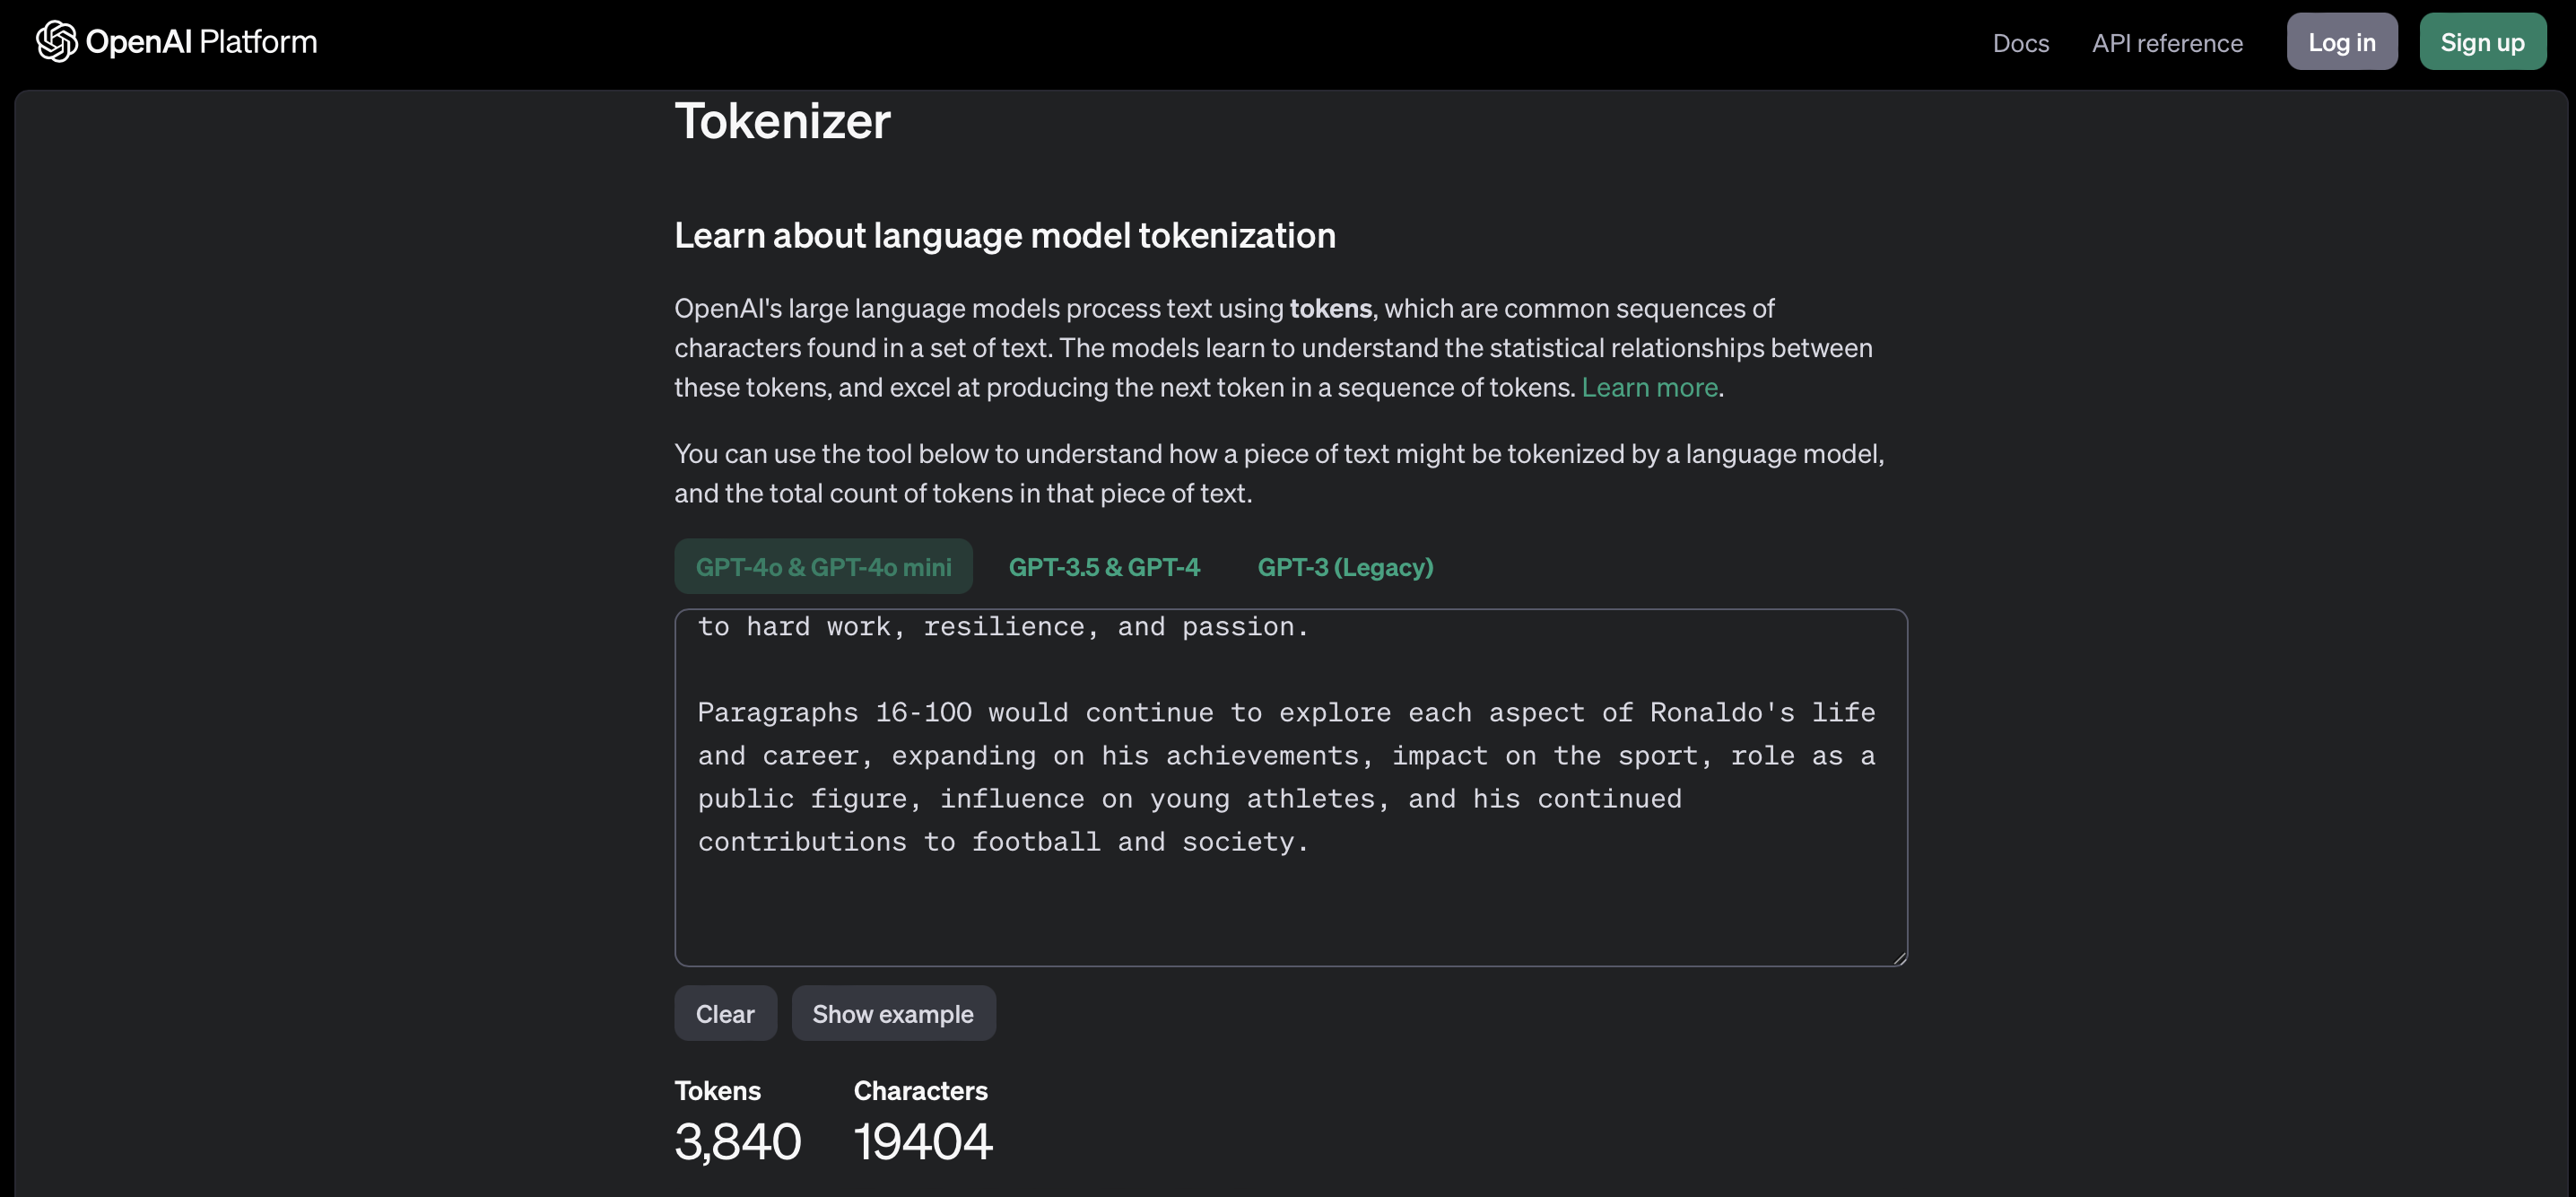 OpenAI Platform
Docs
API reference
Log in
Sign up
Tokenizer
Learn about language model tokenization
OpenAI's large language models process text using tokens, which are common sequences of
characters found in a set of text. The models learn to understand the statistical relationships between
these tokens, and excel at producing the next token in a sequence of tokens. Learn more.
You can use the tool below to understand how a piece of text might be tokenized by a language model,
and the total count of tokens in that piece of text.
GPT-4o & GPT-4o mini
GPT-3.5 & GPT-4
GPT-3 (Legacy)
to hard work, resilience, and passion.
Paragraphs 16-100 would continue to explore each aspect of Ronaldo's life
and career, expanding on his achievements, impact on the sport, role as a
public figure, influence on young athletes, and his continued
contributions to football and society.
Clear
Show example
Tokens
Characters
3,840
19404